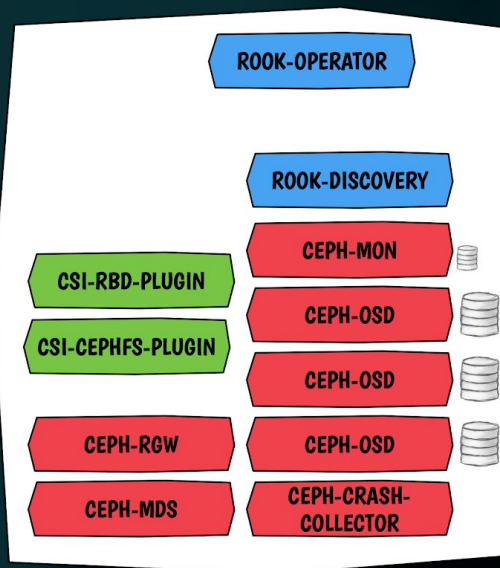 ROOK-OPERATOR
ROOK-DISCOVERY
CEPH-MON
CSI-RBD-PLUGIN
CEPH-OSD
CSI-CEPHFS-PLUGIN
CEPH-OSD
CEPH-RGW
CEPH-OSD
CEPH-MDS
CEPH-CRASH-
COLLECTOR